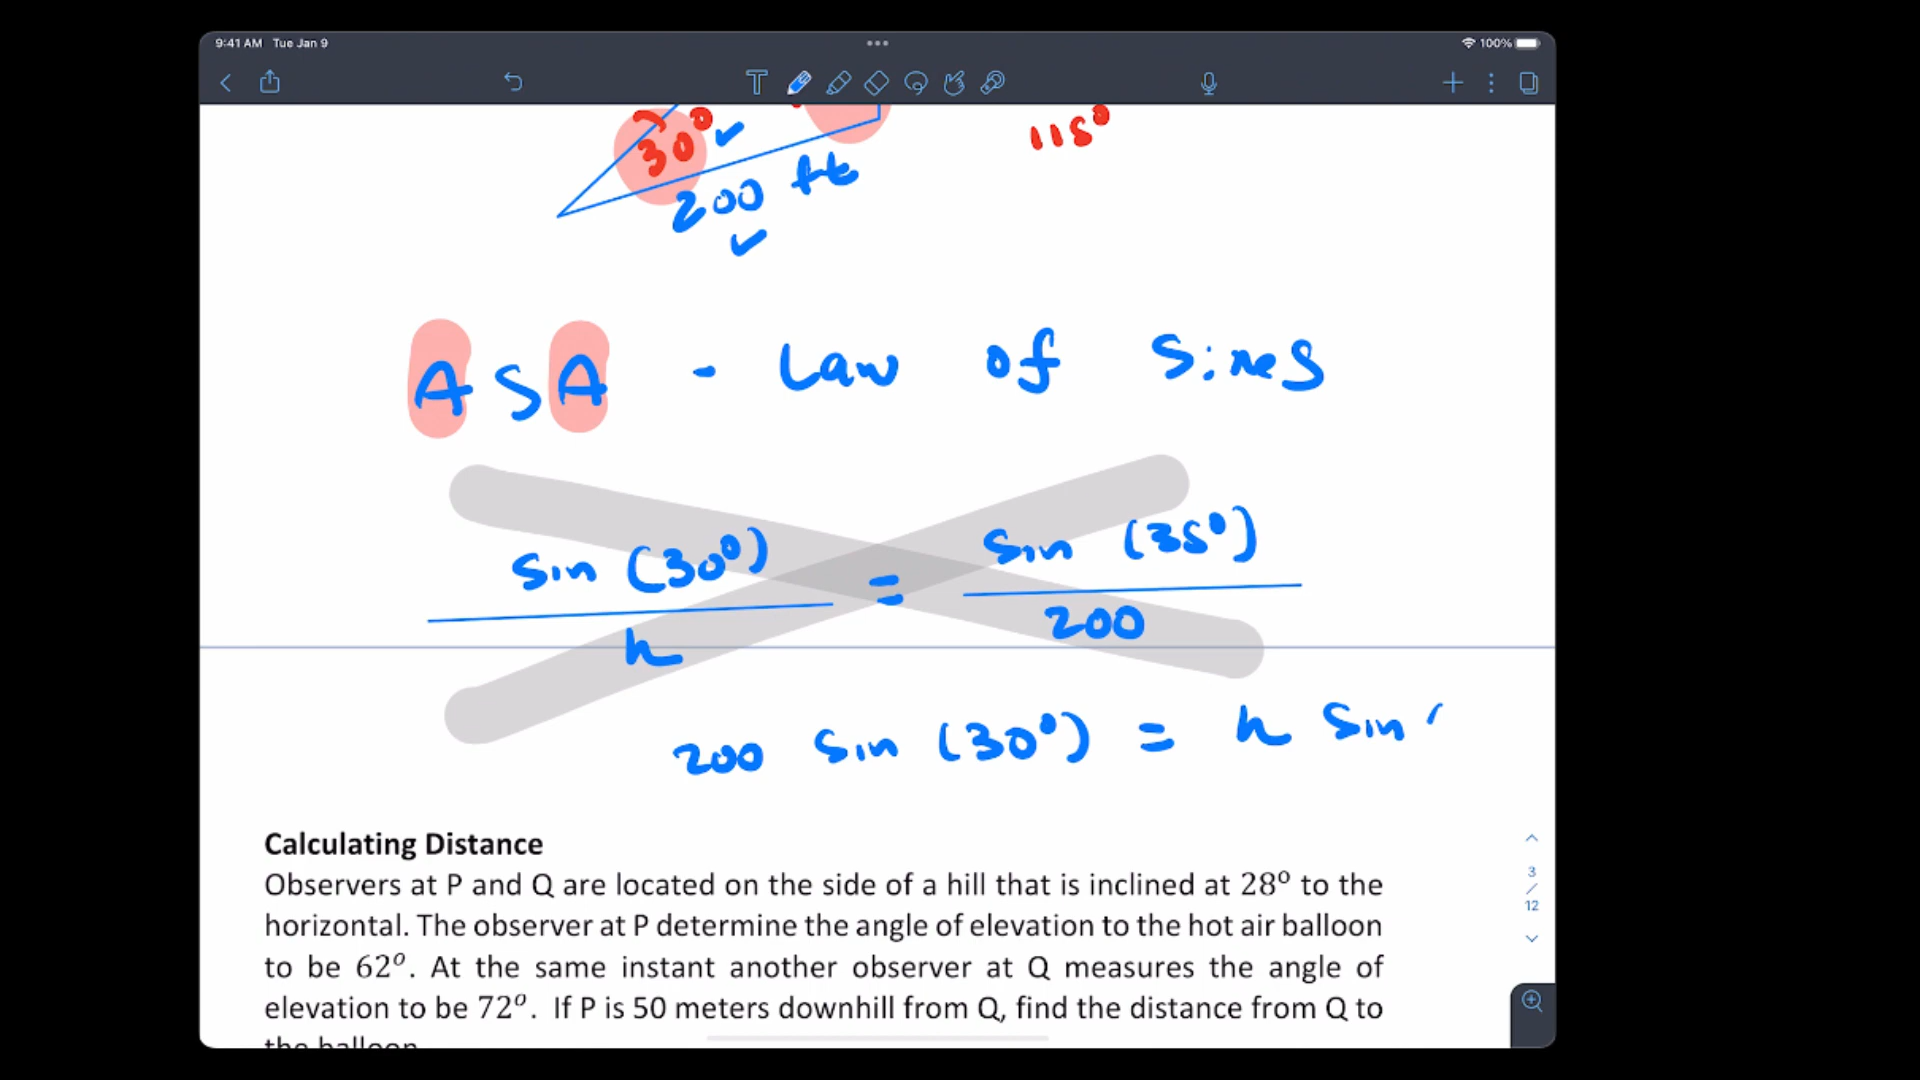 9:41 AM Tue Jan 9
100%
30° ✓
115°
200 ft
✓
ASA - Law of Sines
sin (30°) / h = sin (35°) / 200
200 sin (30°) = h sin (
Calculating Distance
Observers at P and Q are located on the side of a hill that is inclined at 28° to the
horizontal. The observer at P determine the angle of elevation to the hot air balloon
to be 62°. At the same instant another observer at Q measures the angle of
elevation to be 72°. If P is 50 meters downhill from Q, find the distance from Q to
the balloon.
3
/
12